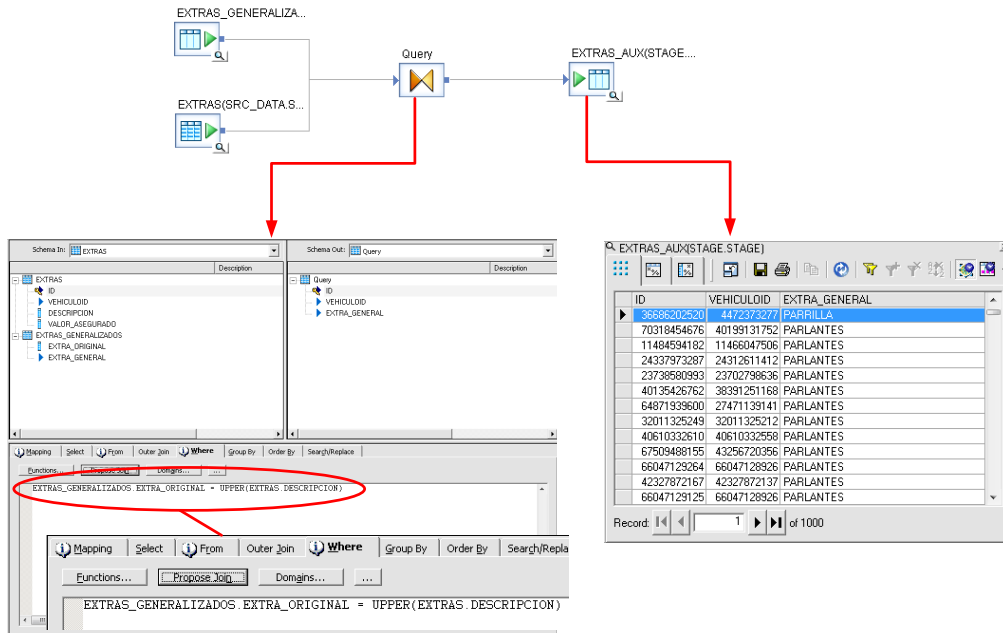 EXTRAS_GENERALIZA...
Query
EXTRAS_AUX(STAGE....
EXTRAS(SRC_DATA.S...
Schema In: EXTRAS
Schema Out: Query
Description
Description
EXTRAS
ID
VEHICULOID
DESCRIPCION
VALOR_ASEGURADO
EXTRAS_GENERALIZADOS
EXTRA_ORIGINAL
EXTRA_GENERAL
Query
ID
VEHICULOID
EXTRA_GENERAL
Mapping Select From Outer Join Where Group By Order By Search/Replace
Functions... Propose Join Domains... ...
EXTRAS_GENERALIZADOS.EXTRA_ORIGINAL = UPPER(EXTRAS.DESCRIPCION)
Mapping Select From Outer Join Where Group By Order By Search/Repla
Functions... Propose Join Domains... ...
EXTRAS_GENERALIZADOS.EXTRA_ORIGINAL = UPPER(EXTRAS.DESCRIPCION)
EXTRAS_AUX(STAGE.STAGE)
ID VEHICULOID EXTRA_GENERAL
36686202520 4472373277 PARRILLA
70318454676 40199131752 PARLANTES
11484594182 11466047506 PARLANTES
24337973287 24312611412 PARLANTES
23738580993 23702798636 PARLANTES
40135426762 38391251168 PARLANTES
64871939600 27471139141 PARLANTES
32011325249 32011325212 PARLANTES
40610332610 40610332558 PARLANTES
67509488155 43256720356 PARLANTES
66047129264 66047128926 PARLANTES
42327872167 42327872137 PARLANTES
66047129125 66047128926 PARLANTES
Record: 1 of 1000